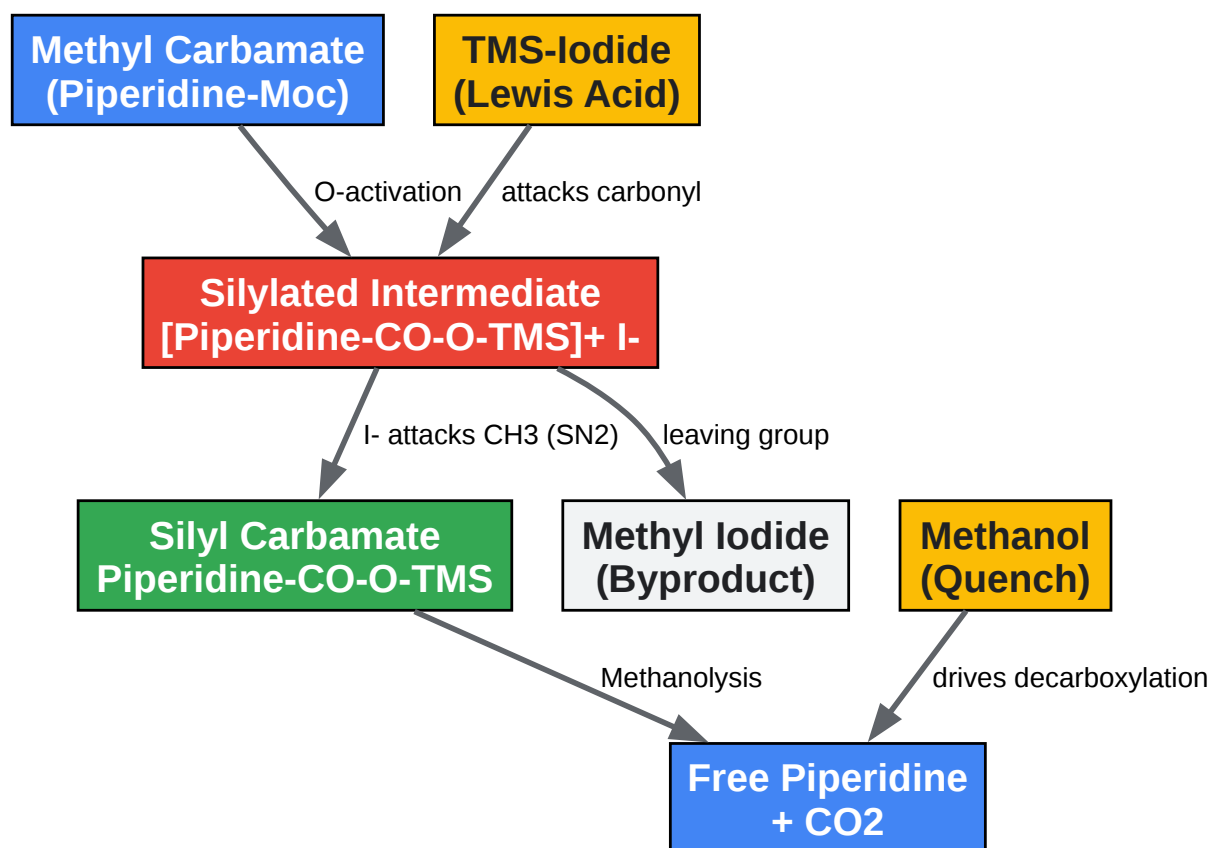 Methyl Carbamate
(Piperidine-Moc)
TMS-Iodide
(Lewis Acid)
O-activation
attacks carbonyl
Silylated Intermediate
[Piperidine-CO-O-TMS]+ I-
I- attacks CH3 (SN2)
leaving group
Silyl Carbamate
Piperidine-CO-O-TMS
Methyl Iodide
(Byproduct)
Methanol
(Quench)
Methanolysis
drives decarboxylation
Free Piperidine
+ CO2